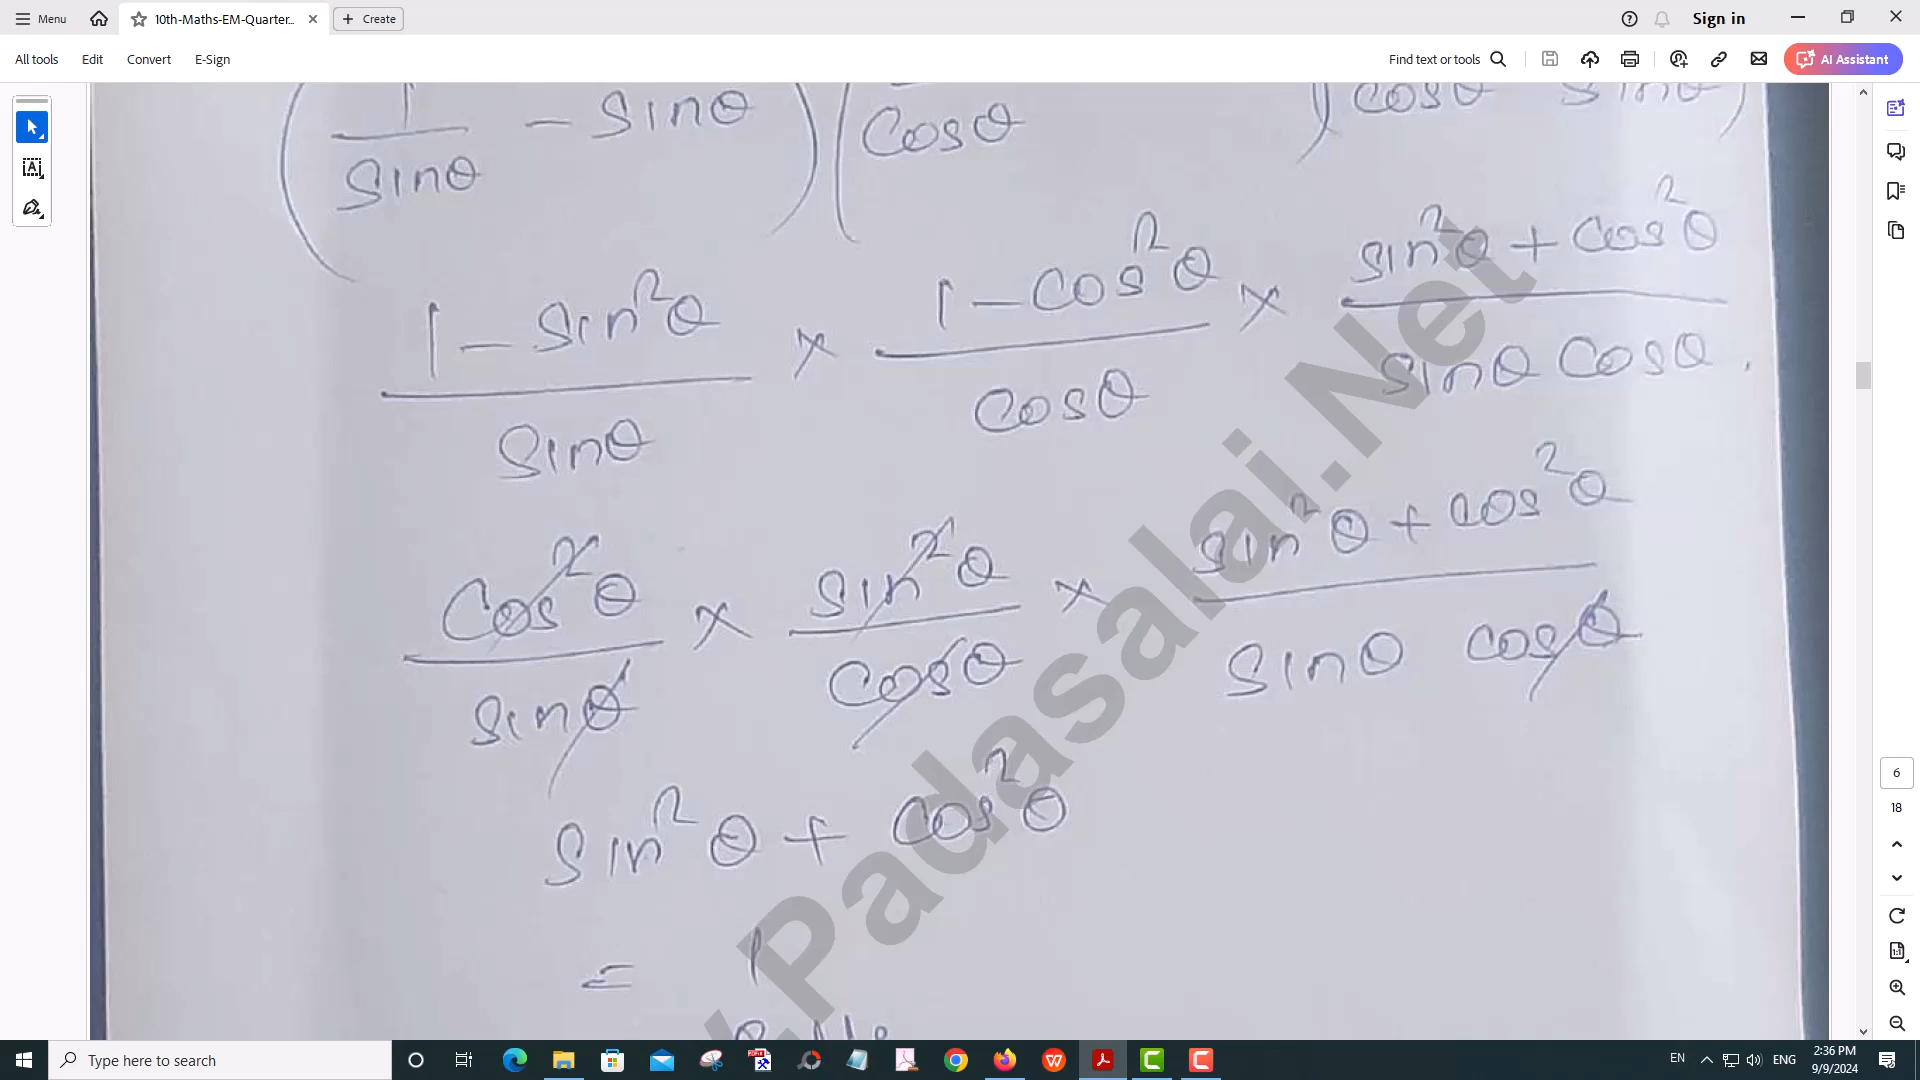 Menu
10th-Maths-EM-Quarter...
Create
Sign in
All tools Edit Convert E-Sign
Find text or tools
AI Assistant
(1/sinθ − sinθ)(
cosθ
) cosθ sinθ)
1 − sin²θ / sinθ × 1 − cos²θ / cosθ × sin²θ + cos²θ / sinθ cosθ.
cos²θ / sinθ × sin²θ / cosθ × sin²θ + cos²θ / sinθ cosθ
sin²θ + cos²θ
= 1
.Padasalai.Net
6
18
Type here to search
EN
ENG
2:36 PM
9/9/2024